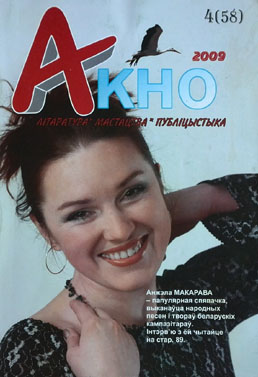 4(58)
Акно
2009
ЛІТАРАТУРА * МАСТАЦТВА * ПУБЛІЦЫСТЫКА
Анжэла МАКАРАВА
– папулярная спявачка,
выканаўца народных
песен і твораў беларускіх
кампазітараў.
Інтэрв'ю з ёй чытайце
на стар. 89.